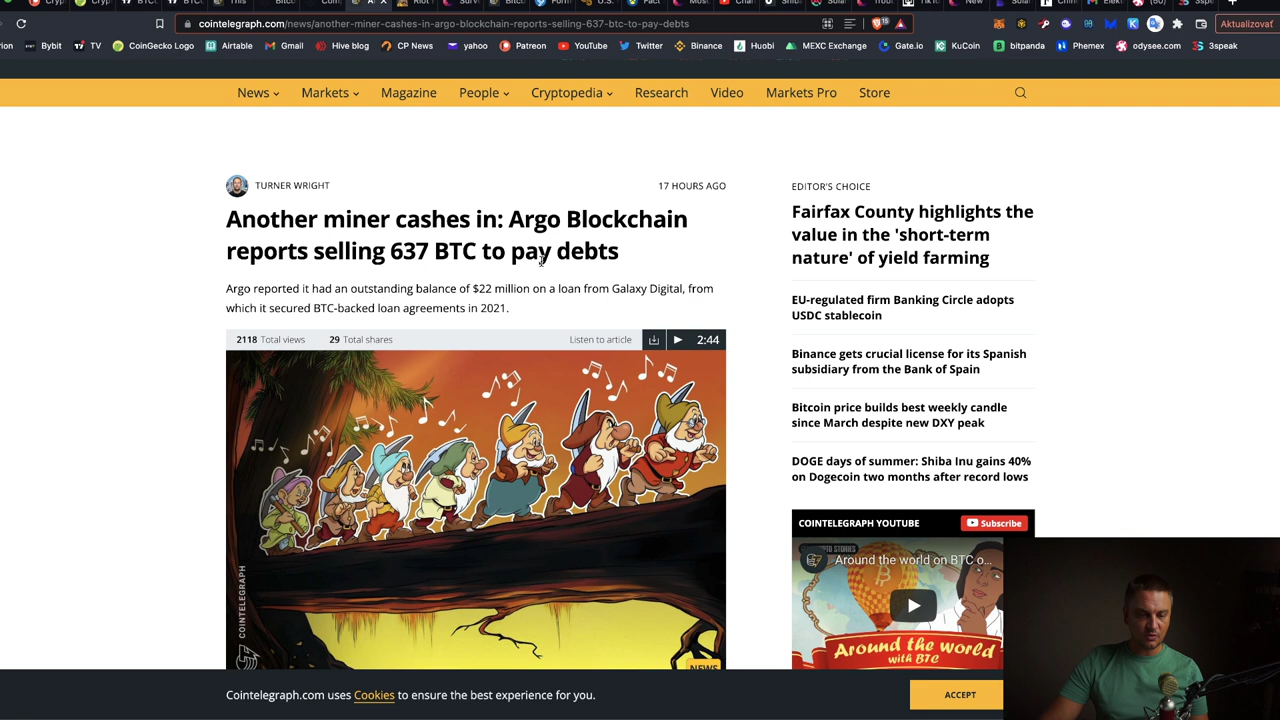 cointelegraph.com/news/another-miner-cashes-in-argo-blockchain-reports-selling-637-btc-to-pay-debts
15
Aktualizovať
Bybit TV CoinGecko Logo Airtable Gmail Hive blog CP News yahoo Patreon YouTube Twitter Binance Huobi MEXC Exchange Gate.io KuCoin bitpanda Phemex odysee.com 3speak
News Markets Magazine People Cryptopedia Research Video Markets Pro Store
TURNER WRIGHT
17 HOURS AGO
Another miner cashes in: Argo Blockchain
reports selling 637 BTC to pay debts
Argo reported it had an outstanding balance of $22 million on a loan from Galaxy Digital, from
which it secured BTC-backed loan agreements in 2021.
2118 Total views 29 Total shares Listen to article 2:44
COINTELEGRAPH
NEWS
EDITOR'S CHOICE
Fairfax County highlights the
value in the 'short-term
nature' of yield farming
EU-regulated firm Banking Circle adopts
USDC stablecoin
Binance gets crucial license for its Spanish
subsidiary from the Bank of Spain
Bitcoin price builds best weekly candle
since March despite new DXY peak
DOGE days of summer: Shiba Inu gains 40%
on Dogecoin two months after record lows
COINTELEGRAPH YOUTUBE Subscribe
Around the world on BTC o...
Around the world
with BTC
Cointelegraph.com uses Cookies to ensure the best experience for you.
ACCEPT